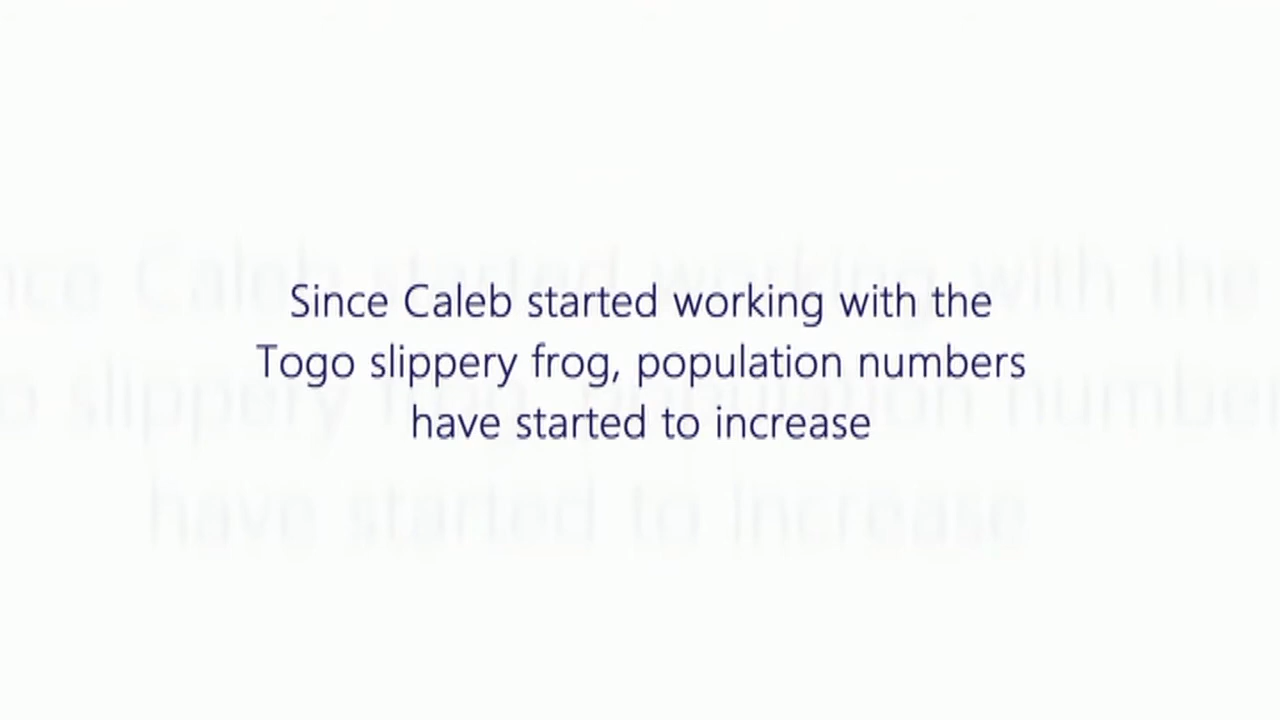 Since Caleb started working with the
Togo slippery frog, population numbers
have started to increase